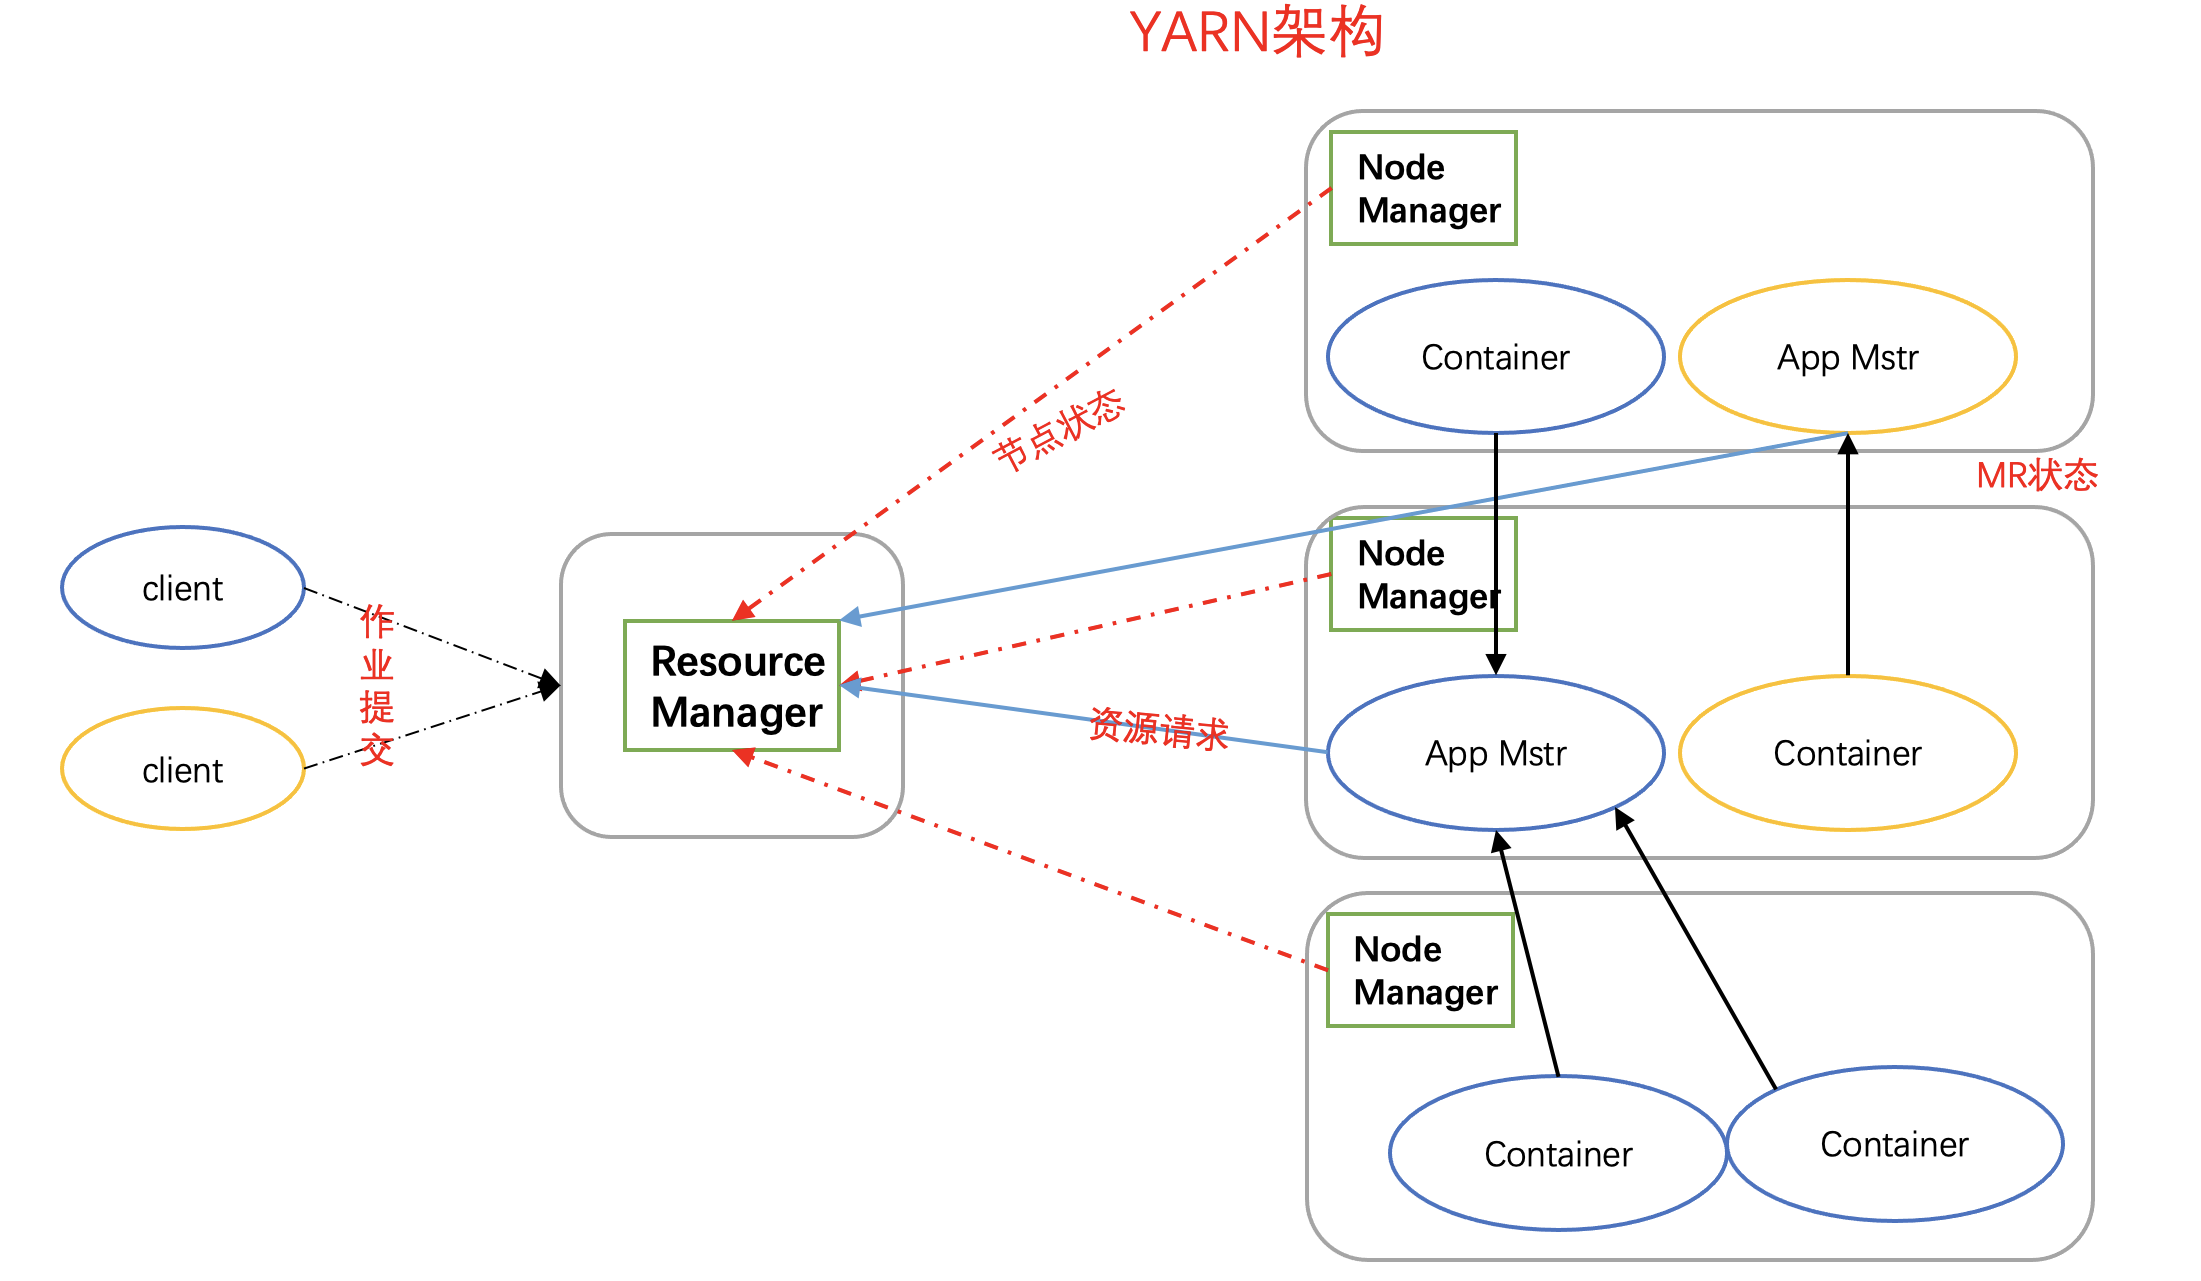 YARN架构
Node
Manager
Container
App Mstr
节点状态
MR状态
client
作
业
提
交
client
Resource
Manager
Node
Manager
资源请求
App Mstr
Container
Node
Manager
Container
Container